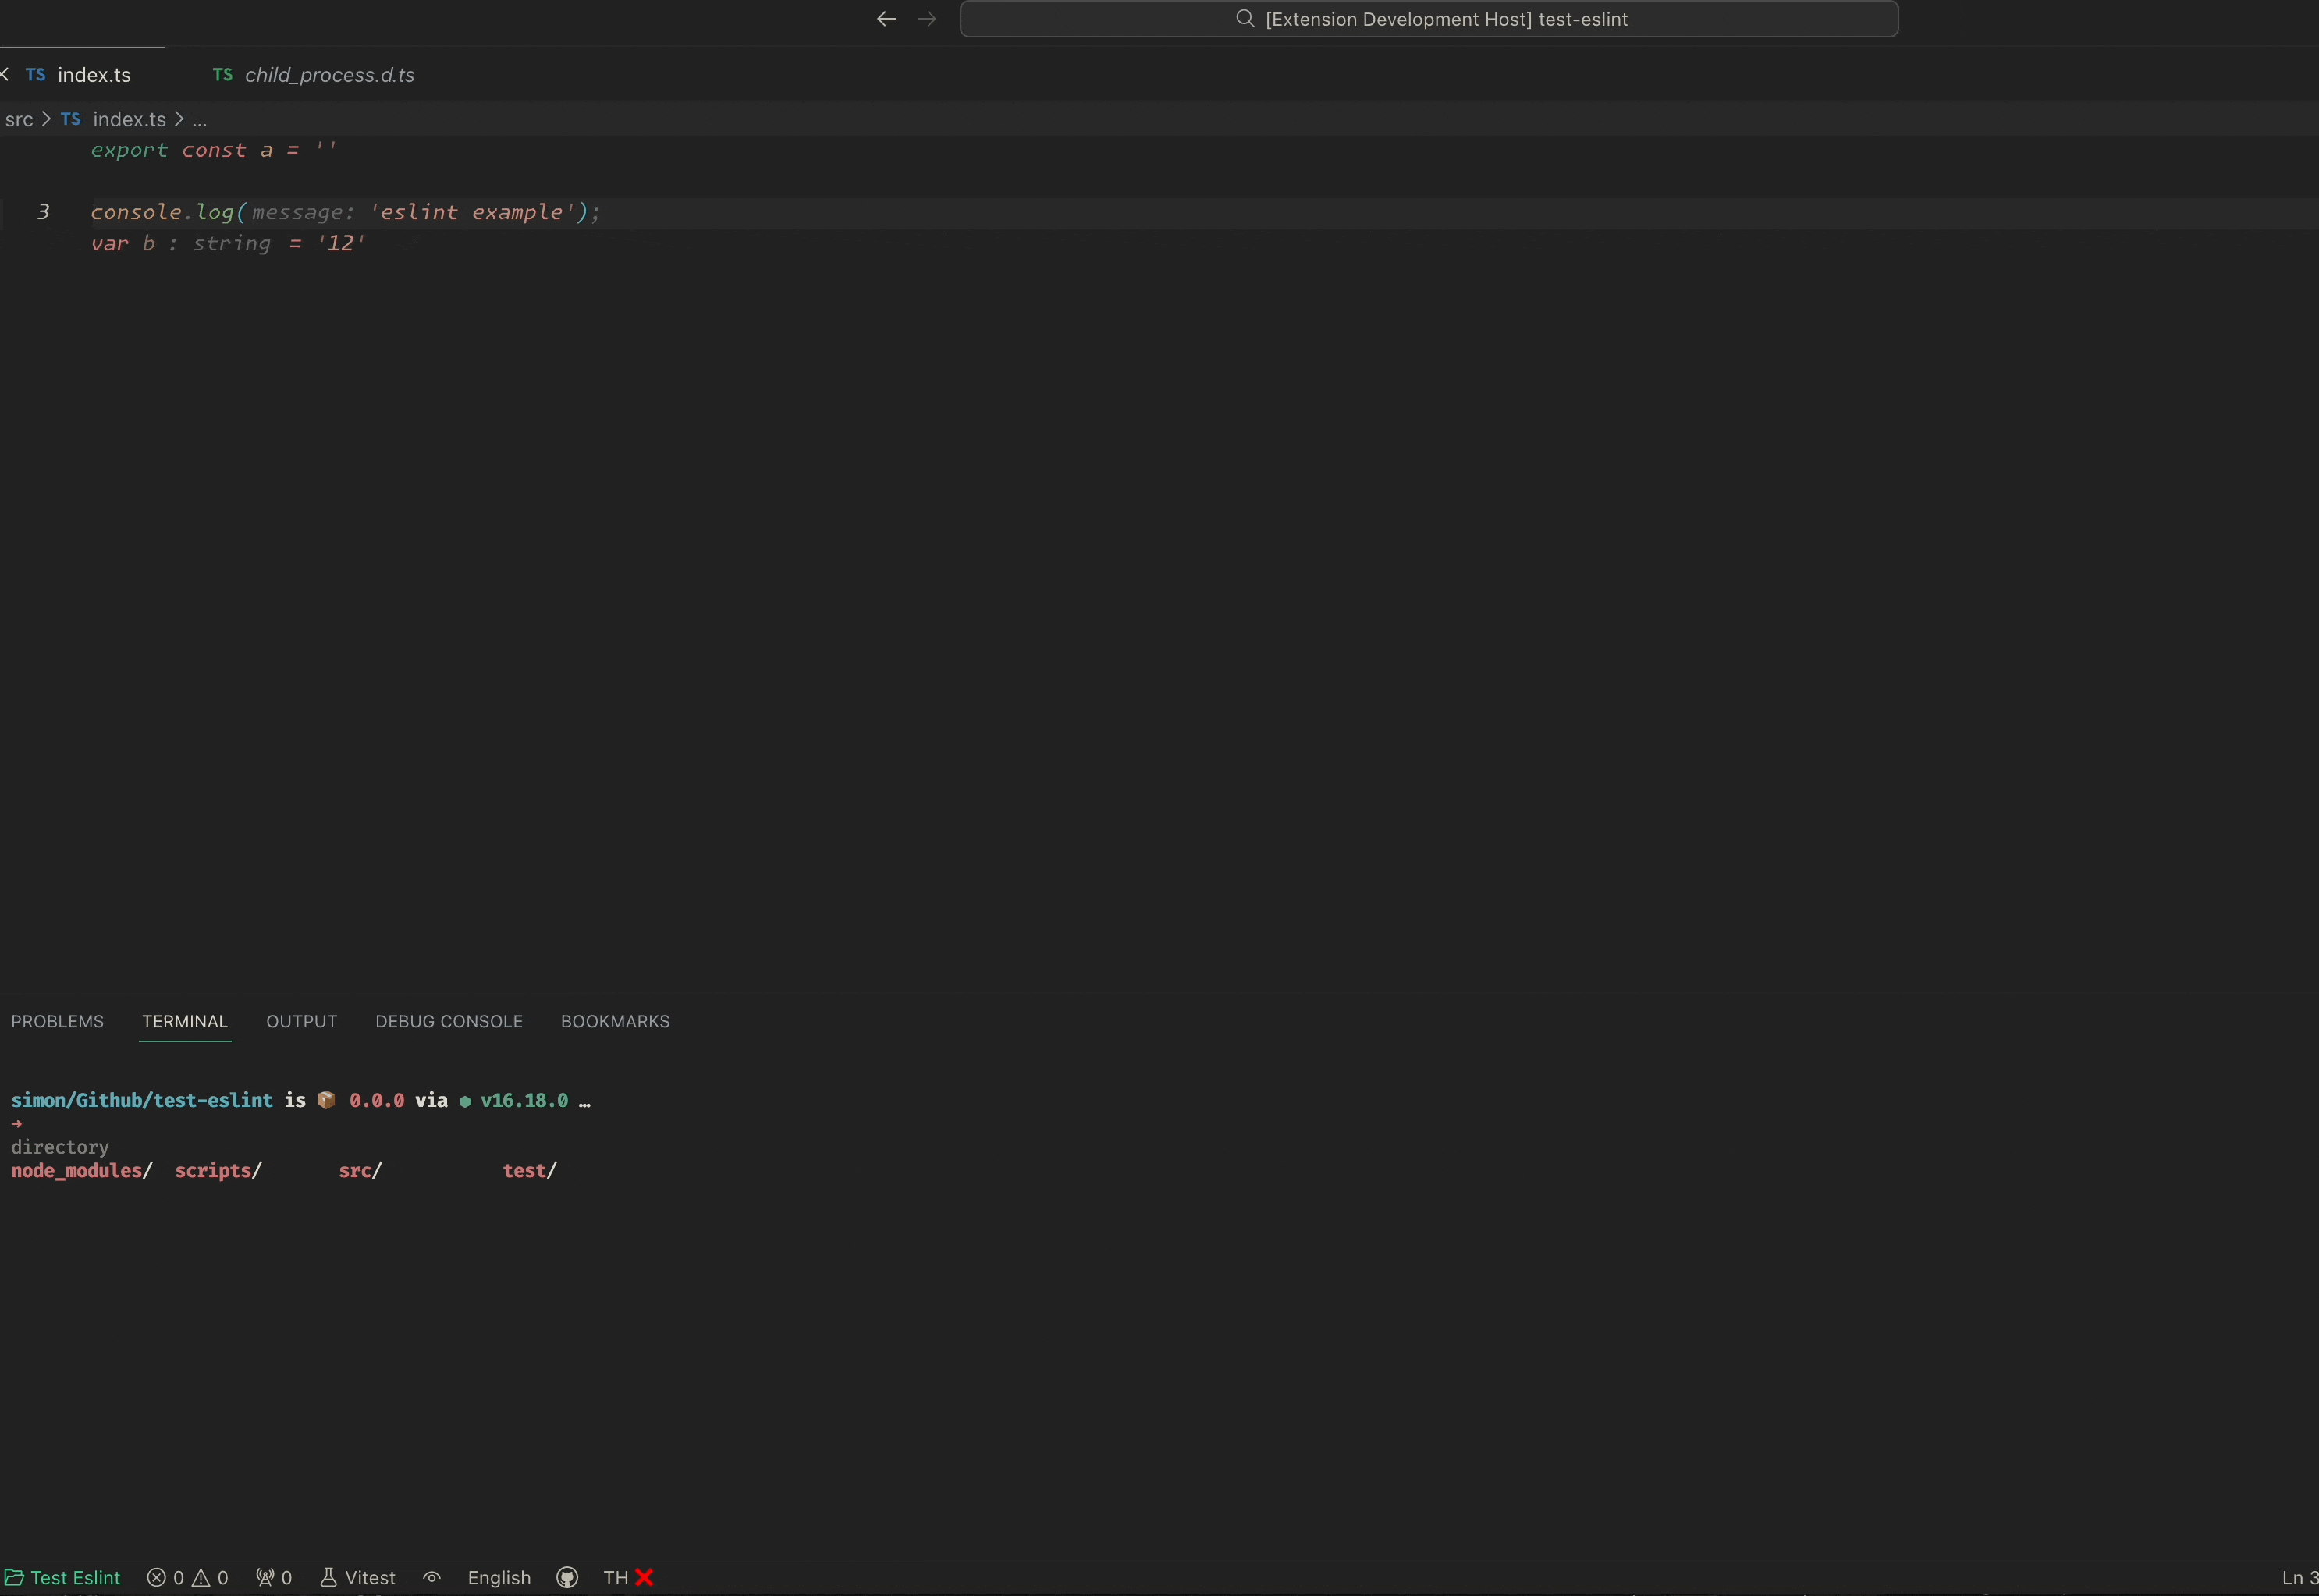 [Extension Development Host] test-eslint
TS index.ts TS child_process.d.ts
src > TS index.ts > ...
export const a = ''
3 console.log(message: 'eslint example');
var b : string = '12'
PROBLEMS TERMINAL OUTPUT DEBUG CONSOLE BOOKMARKS
simon/Github/test-eslint is 📦 0.0.0 via ⬢ v16.18.0 …
➜
directory
node_modules/ scripts/ src/ test/
Test Eslint 0 0 0 Vitest English TH ❌ Ln 3